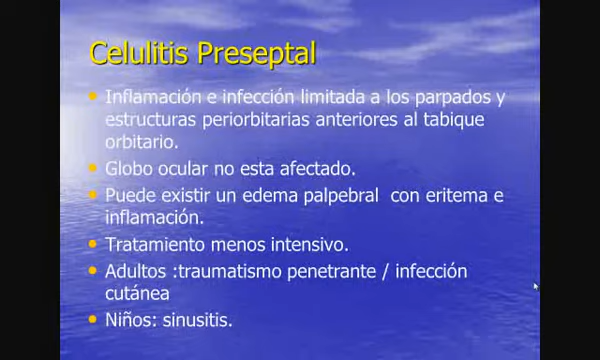 Celulitis Preseptal
Inflamación e infección limitada a los parpados y
estructuras periorbitarias anteriores al tabique
orbitario.
Globo ocular no esta afectado.
Puede existir un edema palpebral con eritema e
inflamación.
Tratamiento menos intensivo.
Adultos :traumatismo penetrante / infección
cutánea
Niños: sinusitis.